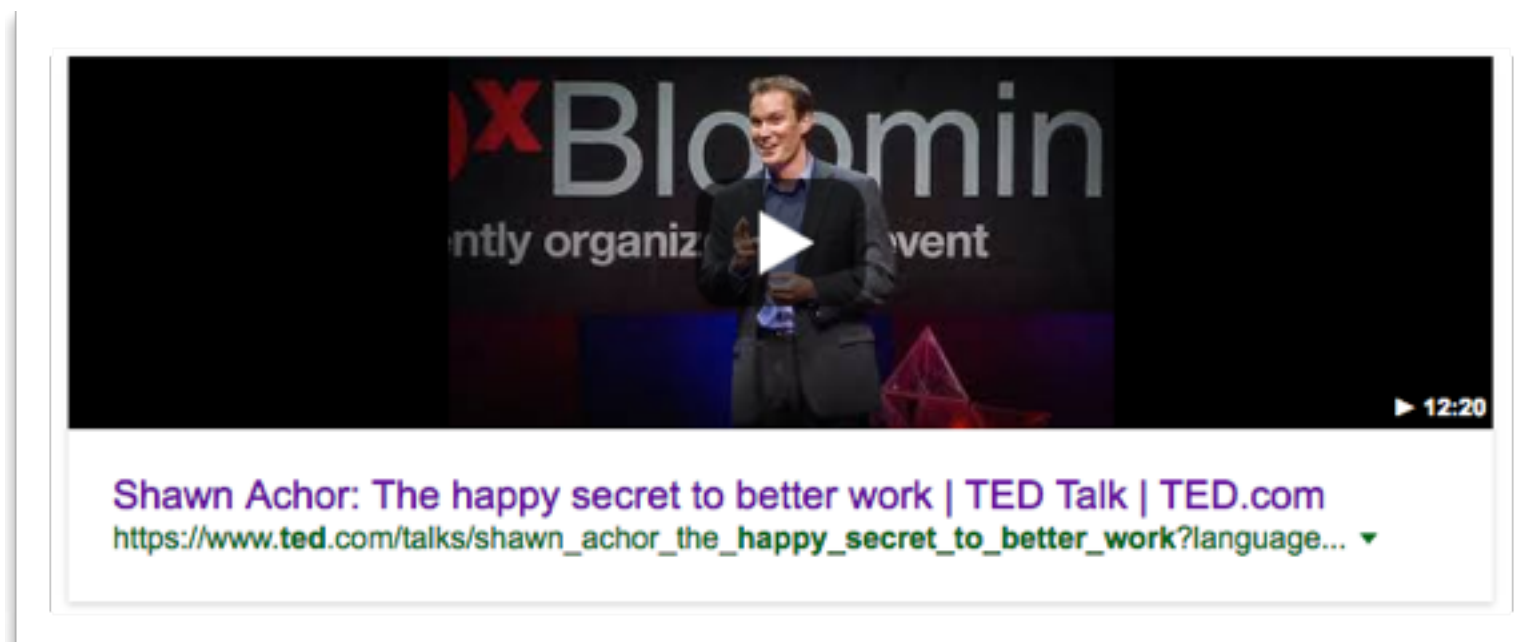 xBloomin
ntly organiz vent
12:20
Shawn Achor: The happy secret to better work | TED Talk | TED.com
https://www.ted.com/talks/shawn_achor_the_happy_secret_to_better_work?language...